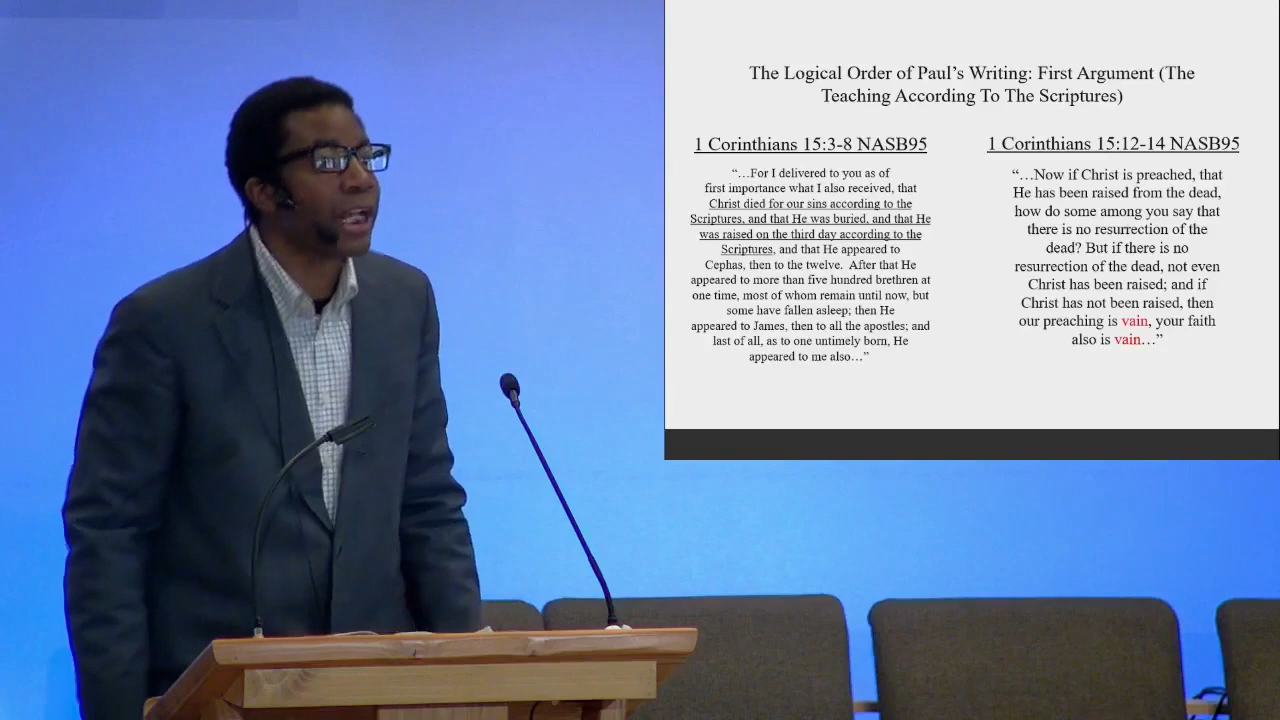 The Logical Order of Paul’s Writing: First Argument (The
Teaching According To The Scriptures)
1 Corinthians 15:3-8 NASB95
“…For I delivered to you as of
first importance what I also received, that
Christ died for our sins according to the
Scriptures, and that He was buried, and that He
was raised on the third day according to the
Scriptures, and that He appeared to
Cephas, then to the twelve. After that He
appeared to more than five hundred brethren at
one time, most of whom remain until now, but
some have fallen asleep; then He
appeared to James, then to all the apostles; and
last of all, as to one untimely born, He
appeared to me also…”
1 Corinthians 15:12-14 NASB95
“…Now if Christ is preached, that
He has been raised from the dead,
how do some among you say that
there is no resurrection of the
dead? But if there is no
resurrection of the dead, not even
Christ has been raised; and if
Christ has not been raised, then
our preaching is vain, your faith
also is vain…”